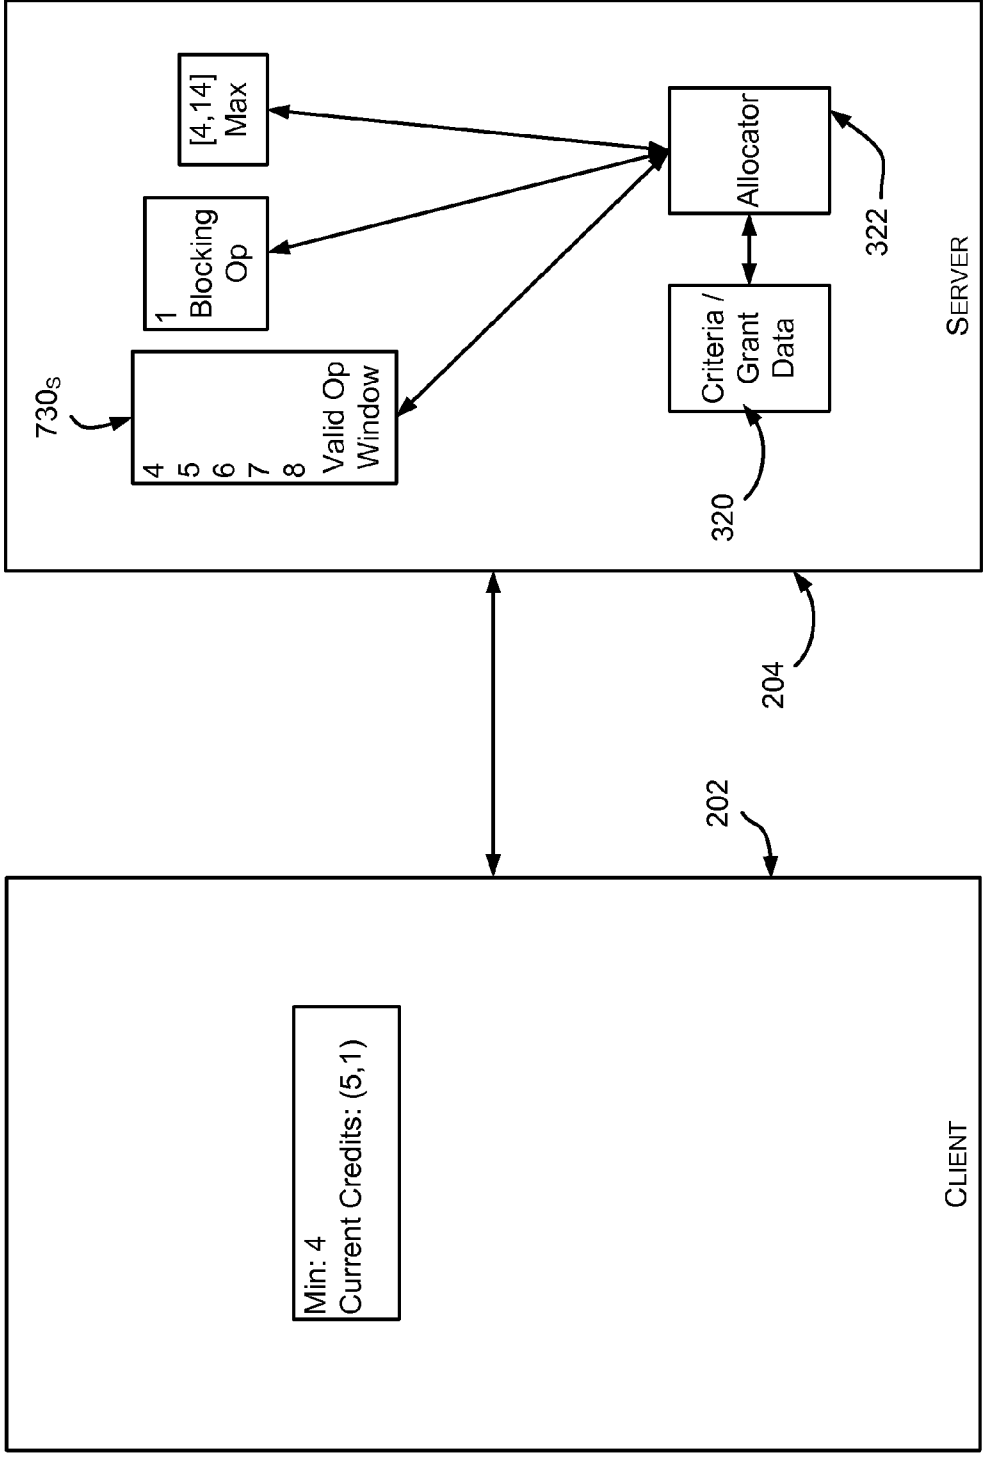 Min: 4
Current Credits: (5,1)
CLIENT
202
204
730S
4
5
6
7
8
Valid Op
Window
1
Blocking
Op
[4,14]
Max
320
Criteria /
Grant
Data
Allocator
322
SERVER